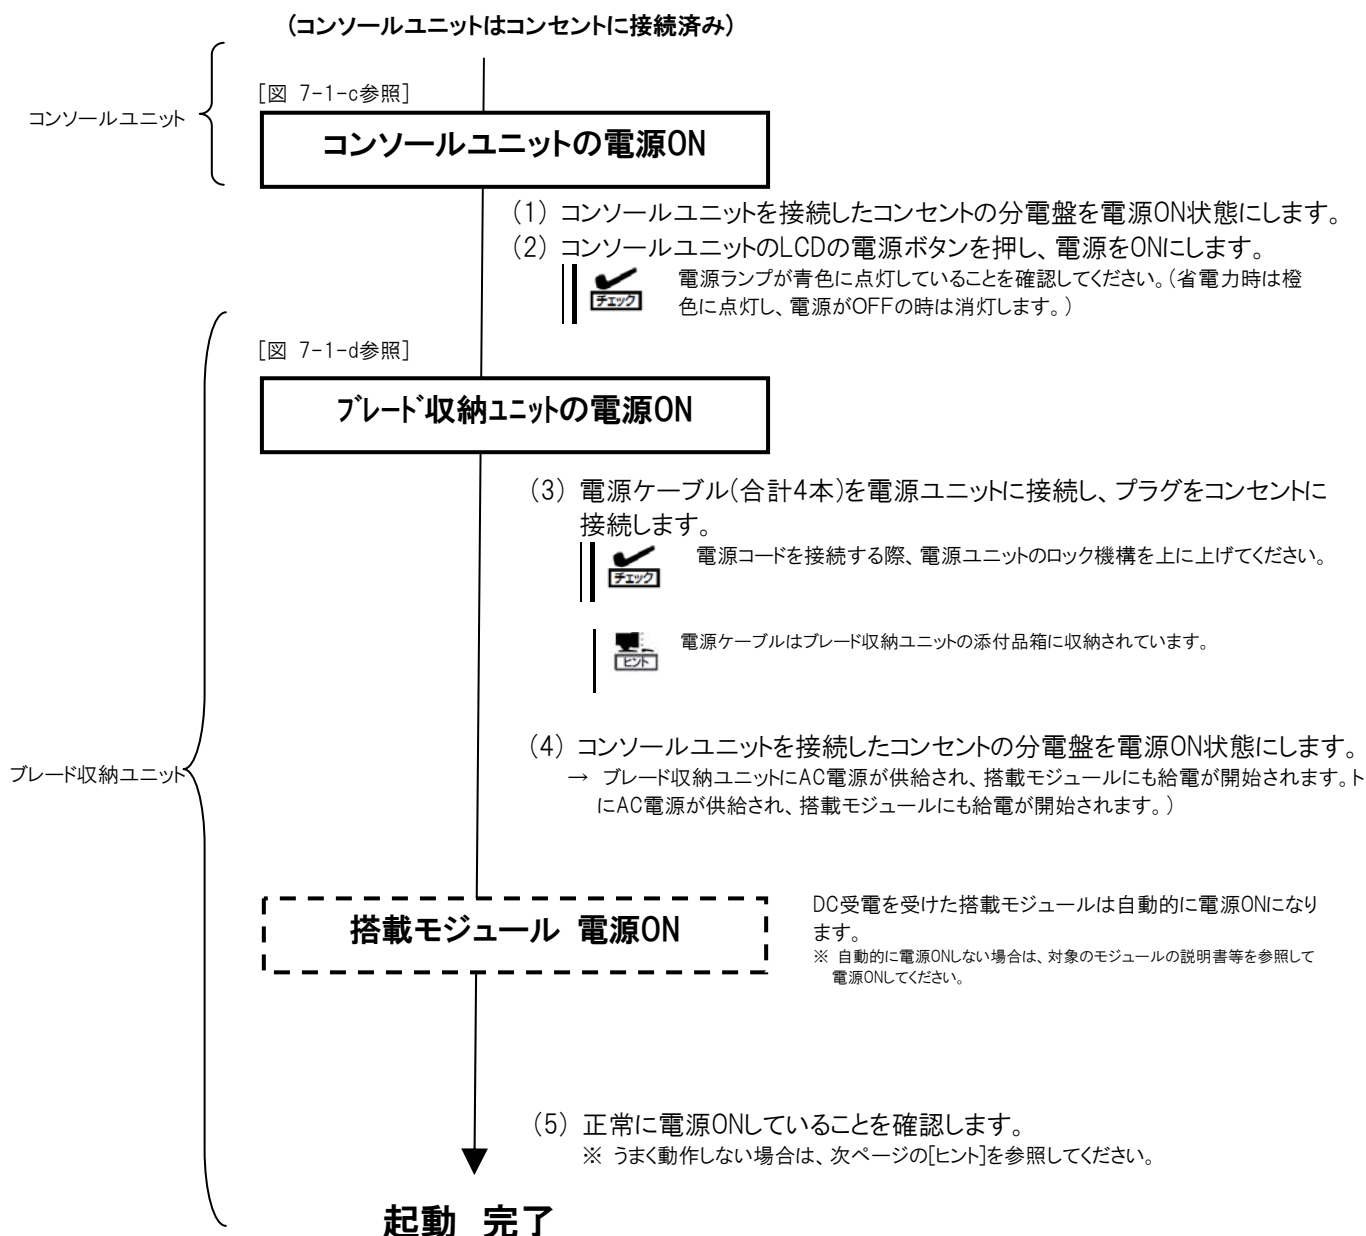 (コンソールユニットはコンセントに接続済み)
コンソールユニット
[図 7-1-c参照]
コンソールユニットの電源ON
(1) コンソールユニットを接続したコンセントの分電盤を電源ON状態にします。
(2) コンソールユニットのLCDの電源ボタンを押し、電源をONにします。
チェック
電源ランプが青色に点灯していることを確認してください。(省電力時は橙
色に点灯し、電源がOFFの時は消灯します。)
[図 7-1-d参照]
ブレード収納ユニットの電源ON
(3) 電源ケーブル(合計4本)を電源ユニットに接続し、プラグをコンセントに
接続します。
チェック
電源コードを接続する際、電源ユニットのロック機構を上に上げてください。
ヒント
電源ケーブルはブレード収納ユニットの添付品箱に収納されています。
ブレード収納ユニット
(4) コンソールユニットを接続したコンセントの分電盤を電源ON状態にします。
→ ブレード収納ユニットにAC電源が供給され、搭載モジュールにも給電が開始されます。ト
にAC電源が供給され、搭載モジュールにも給電が開始されます。)
搭載モジュール 電源ON
DC受電を受けた搭載モジュールは自動的に電源ONになり
ます。
※ 自動的に電源ONしない場合は、対象のモジュールの説明書等を参照して
電源ONしてください。
(5) 正常に電源ONしていることを確認します。
※ うまく動作しない場合は、次ページの[ヒント]を参照してください。
起動 完了